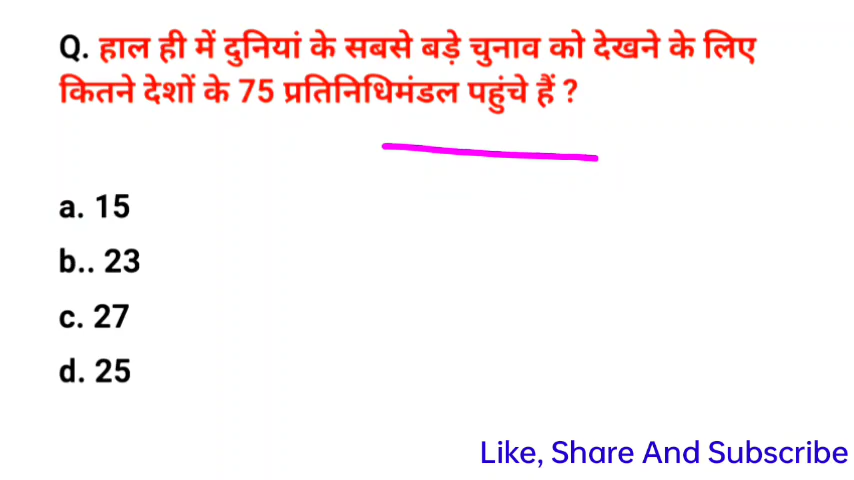 Q. हाल ही में दुनियां के सबसे बड़े चुनाव को देखने के लिए
कितने देशों के 75 प्रतिनिधिमंडल पहुंचे हैं ?
a. 15
b.. 23
c. 27
d. 25
Like, Share And Subscribe